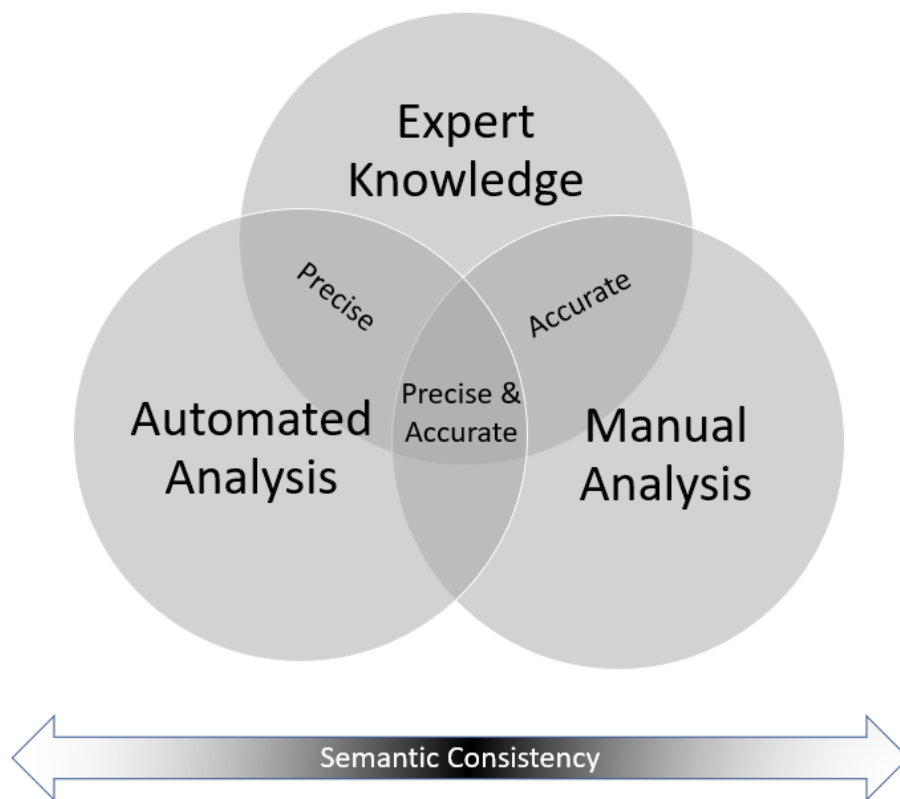 Expert
Knowledge
Precise
Accurate
Precise &
Accurate
Automated
Analysis
Manual
Analysis
Semantic Consistency